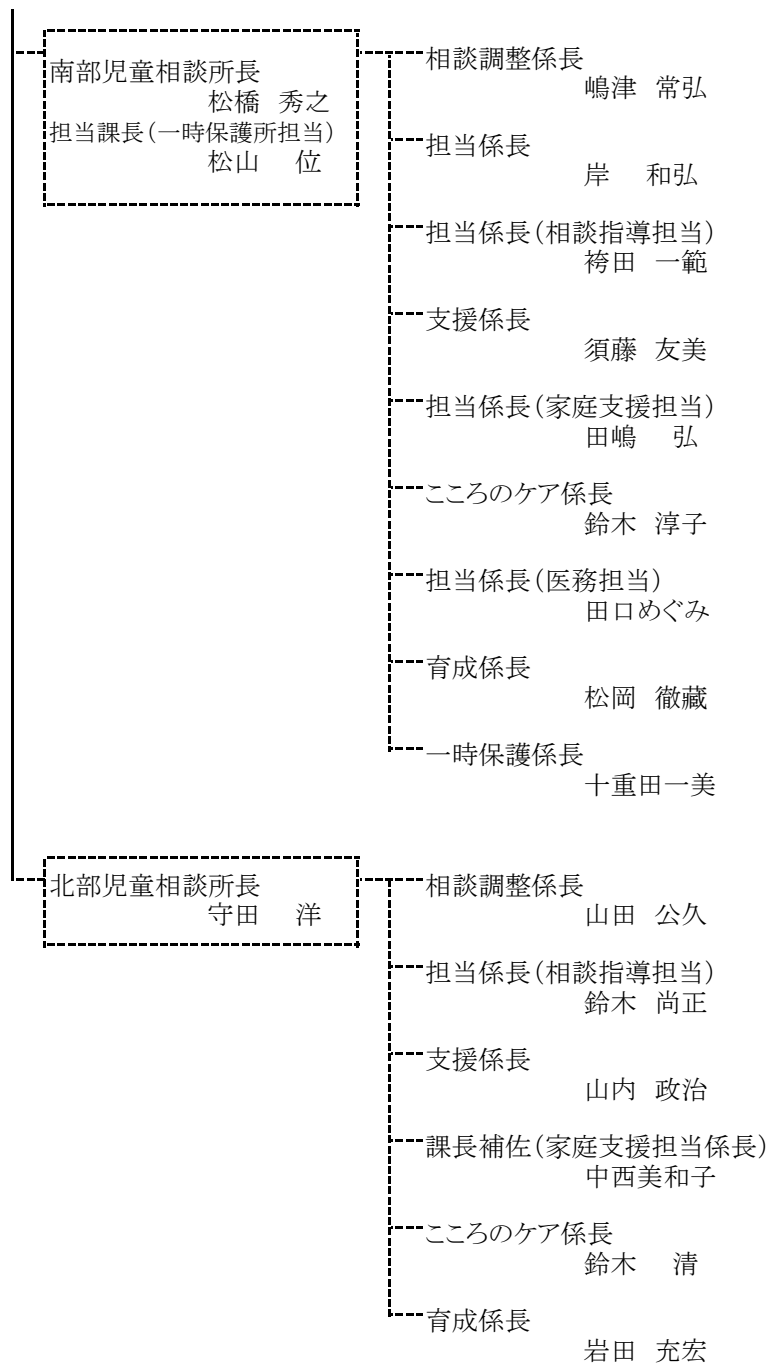 南部児童相談所長
松橋 秀之
担当課長(一時保護所担当)
松山 位
相談調整係長
嶋津 常弘
担当係長
岸 和弘
担当係長(相談指導担当)
袴田 一範
支援係長
須藤 友美
担当係長(家庭支援担当)
田嶋 弘
こころのケア係長
鈴木 淳子
担当係長(医務担当)
田口めぐみ
育成係長
松岡 徹藏
一時保護係長
十重田一美
北部児童相談所長
守田 洋
相談調整係長
山田 公久
担当係長(相談指導担当)
鈴木 尚正
支援係長
山内 政治
課長補佐(家庭支援担当係長)
中西美和子
こころのケア係長
鈴木 清
育成係長
岩田 充宏